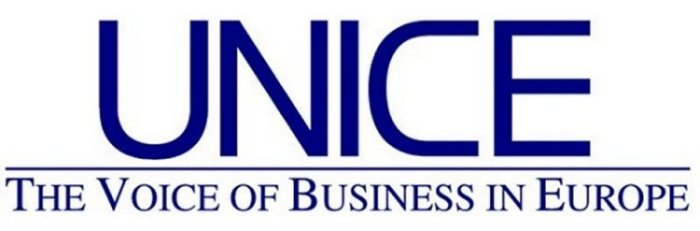 UNICE
THE VOICE OF BUSINESS IN EUROPE